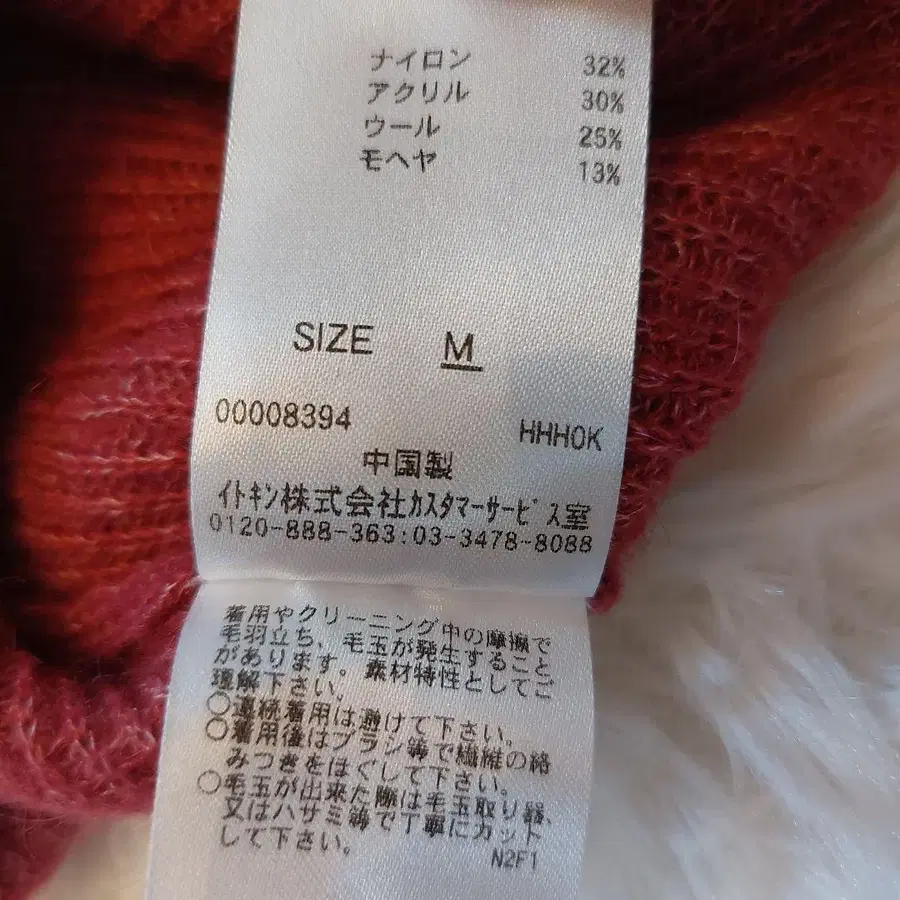 ナイロン 32%
アクリル 30%
ウール 25%
モヘヤ 13%
SIZE M
00008394 HHH0K
中国製
イトキン株式会社カスタマーサービス室
0120-888-363:03-3478-8088
着用やクリーニング中の摩擦で
毛羽立ち、毛玉が発生すること
があります。素材特性としてご
理解下さい。
○連続着用は避けて下さい。
○着用後はブラシ等で繊維の絡
みつきをほぐして下さい。
○毛玉が出来た際は毛玉取り器、
又はハサミ等で丁寧にカット
して下さい。
N2F1